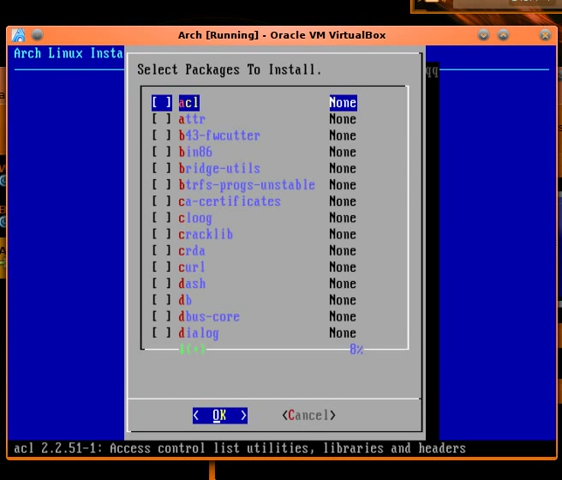 Arch [Running] - Oracle VM VirtualBox
Arch Linux Insta
Select Packages To Install.
[ ] acl None
[ ] attr None
[ ] b43-fwcutter None
[ ] bin86 None
[ ] bridge-utils None
[ ] btrfs-progs-unstable None
[ ] ca-certificates None
[ ] cloog None
[ ] cracklib None
[ ] crda None
[ ] curl None
[ ] dash None
[ ] db None
[ ] dbus-core None
[ ] dialog None
8%
< OK > <Cancel>
acl 2.2.51-1: Access control list utilities, libraries and headers